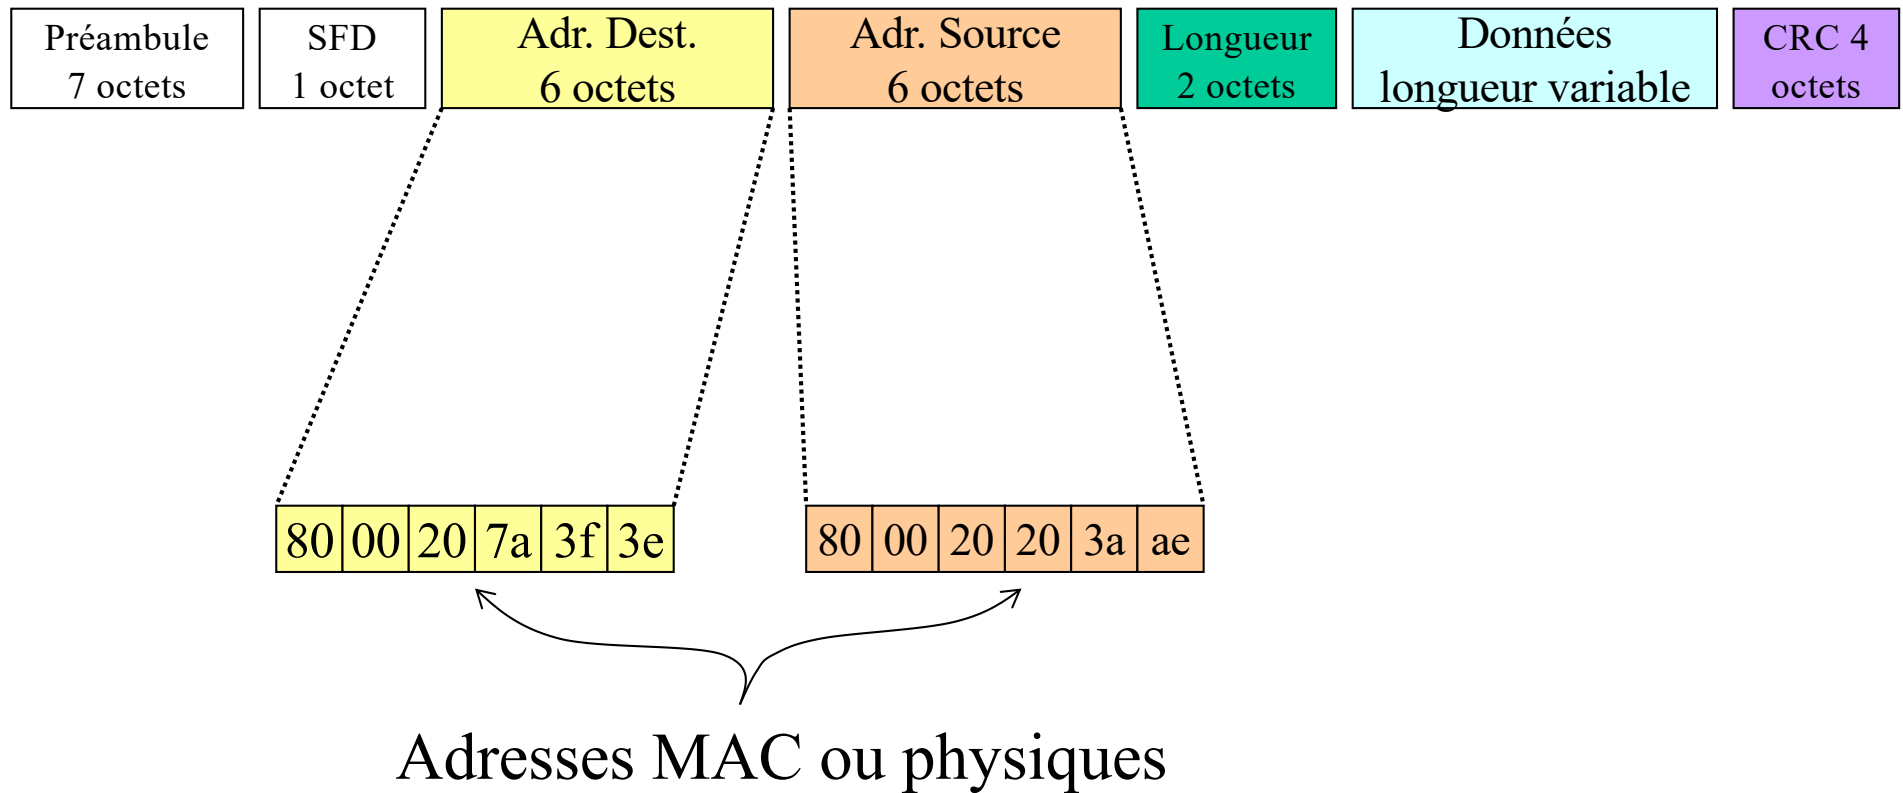 Préambule
7 octets
SFD
1 octet
Adr. Dest.
6 octets
Adr. Source
6 octets
Longueur
2 octets
Données
longueur variable
CRC 4
octets
80 00 20 7a 3f 3e
80 00 20 20 3a ae
Adresses MAC ou physiques